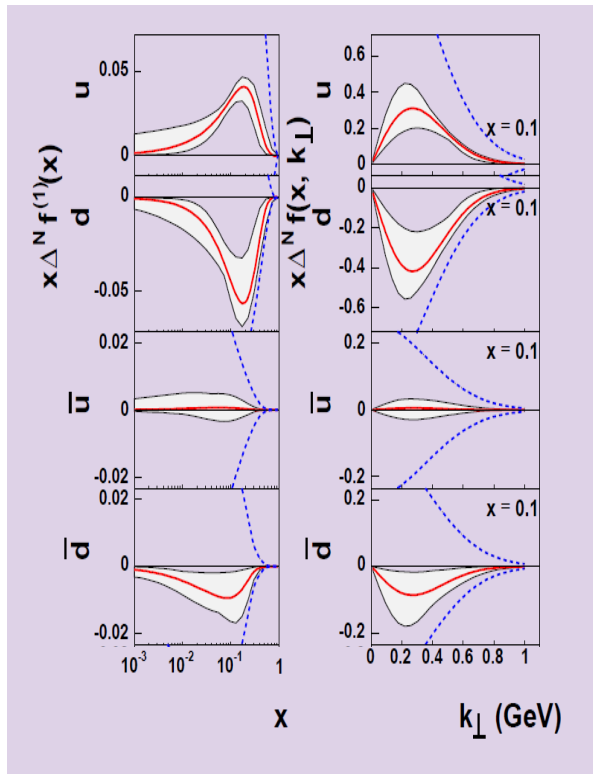 x Δ^N f^(1)(x)
u
0.05
0
d
0
-0.05
u̅
0.02
0
-0.02
d̅
0.02
0
-0.02
10^-3 10^-2 10^-1 1
x
x Δ^N f(x, k_⊥)
u
0.6
0.4
0.2
0
x = 0.1
d
0
-0.2
-0.4
-0.6
x = 0.1
u̅
0.2
0
-0.2
x = 0.1
d̅
0.2
0
-0.2
x = 0.1
0 0.2 0.4 0.6 0.8 1
k_⊥ (GeV)